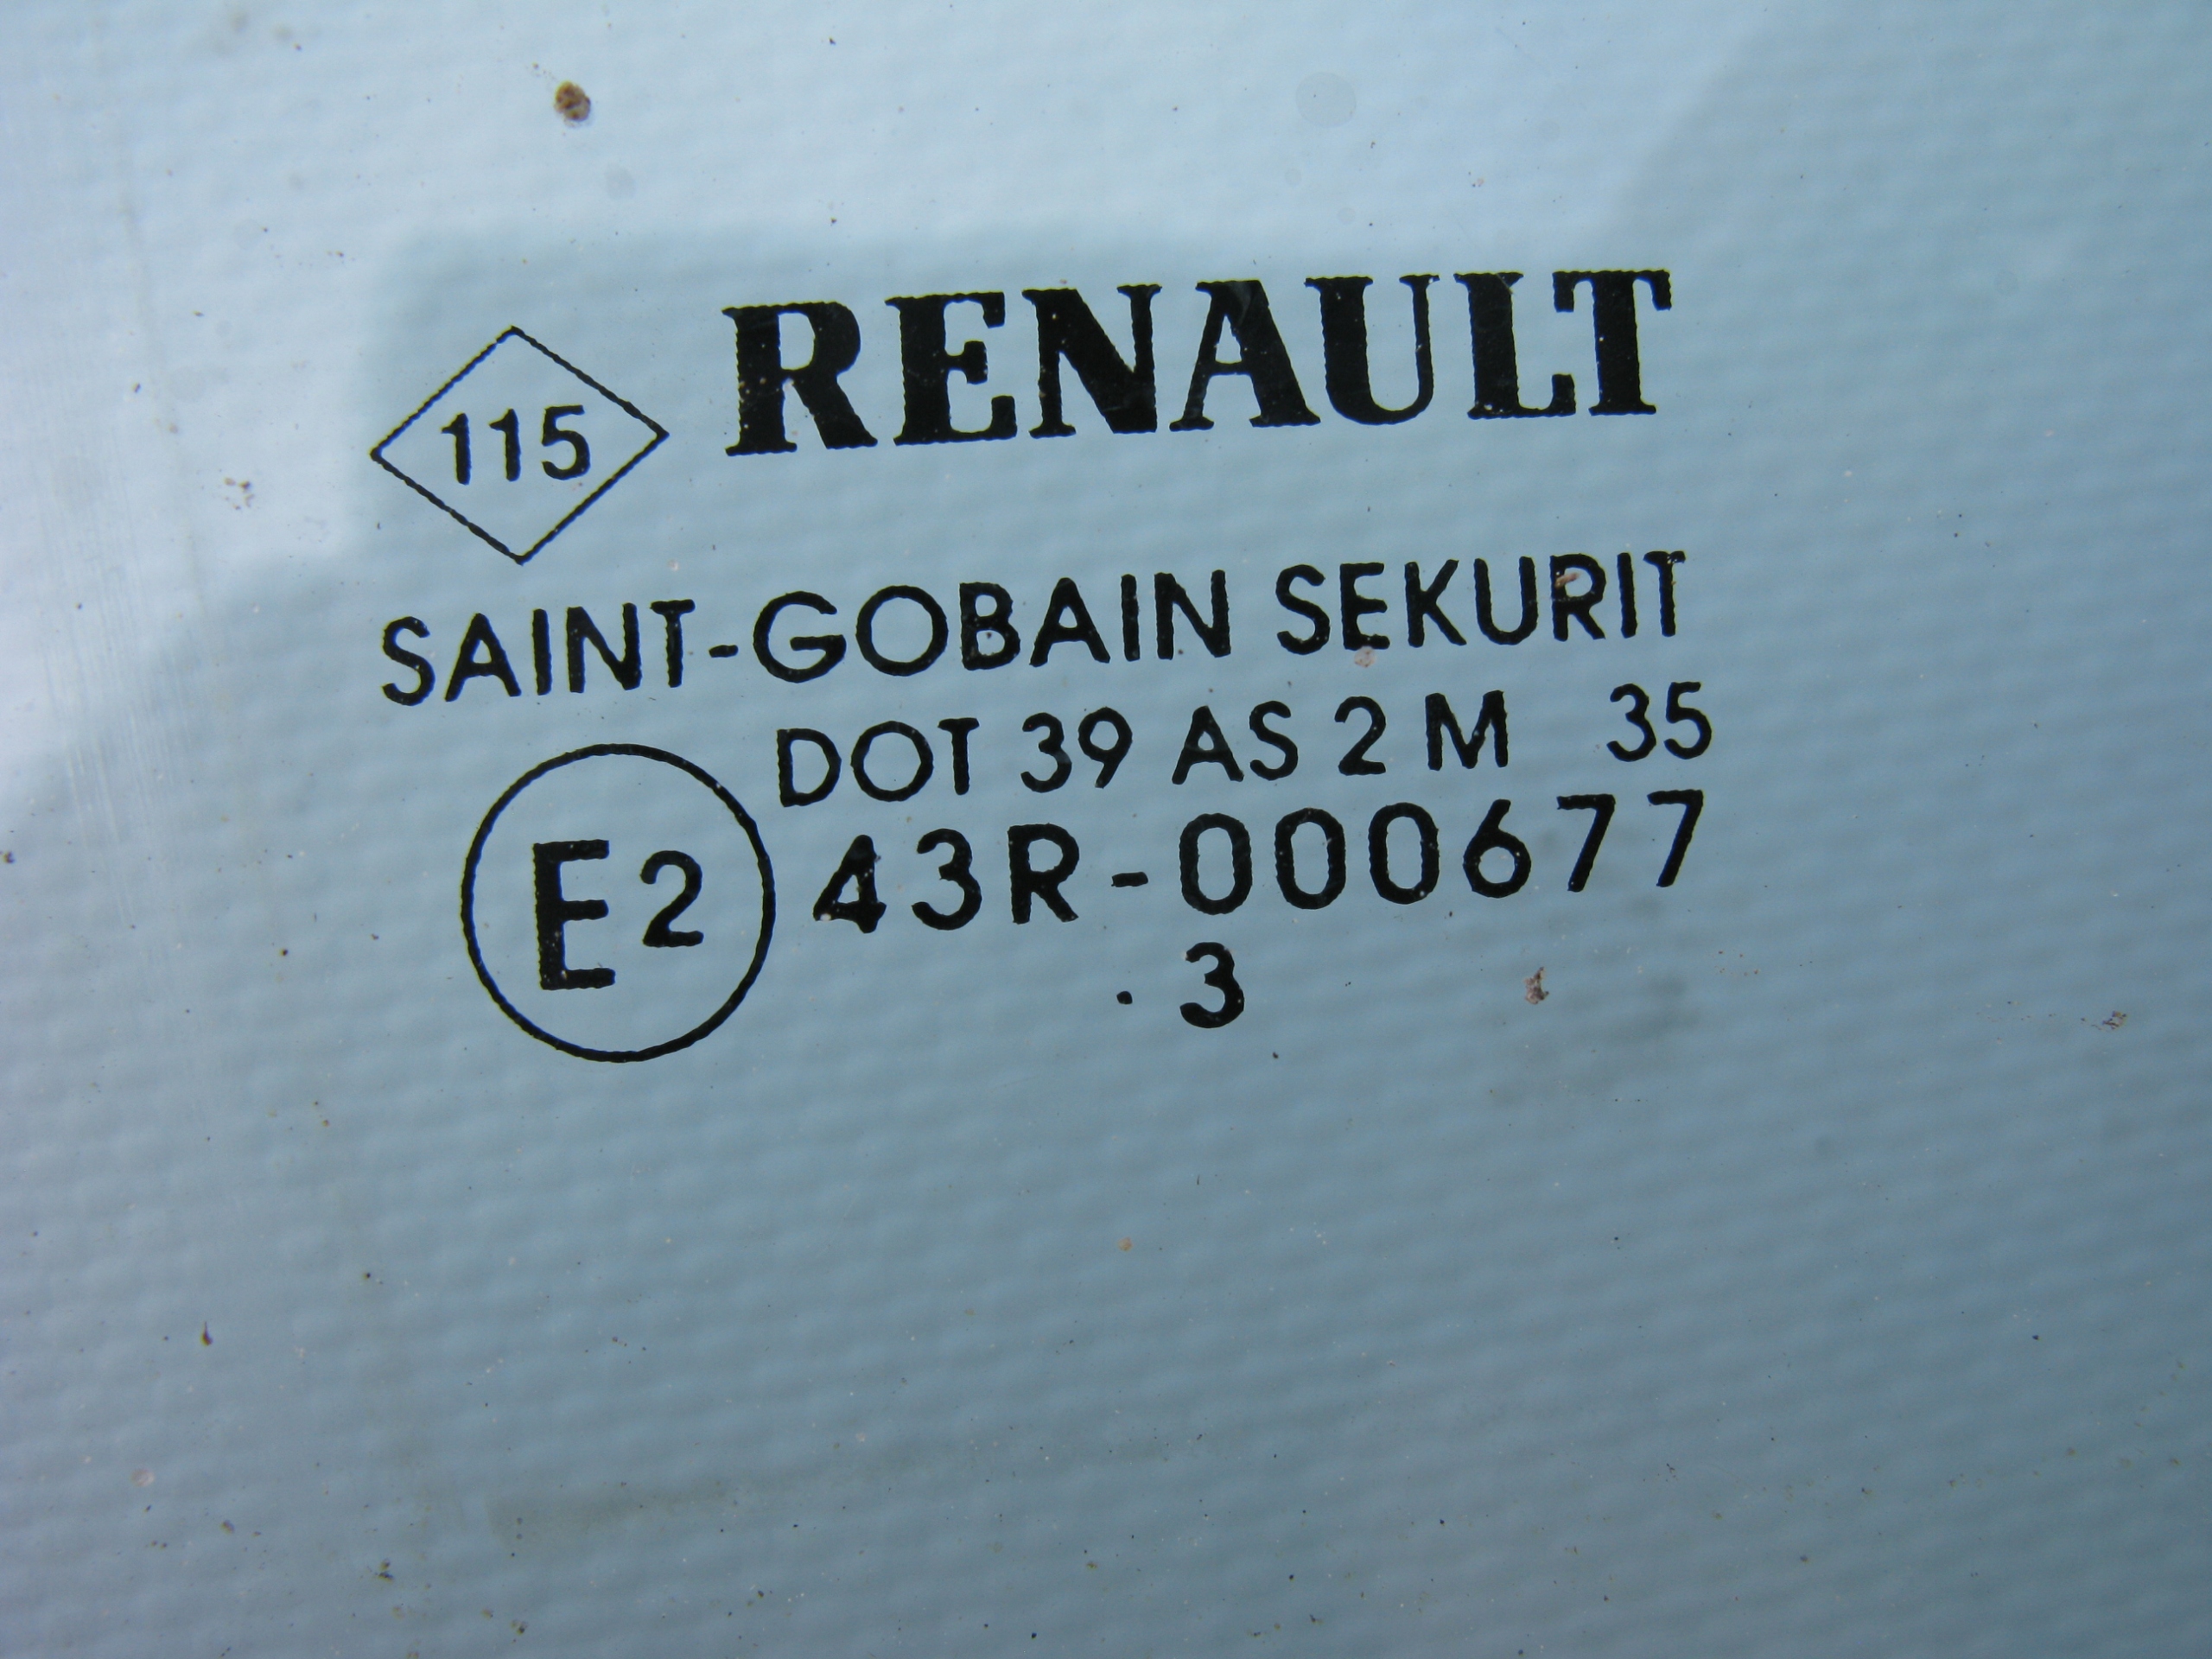 115 RENAULT
SAINT-GOBAIN SEKURIT
DOT 39 AS 2 M 35
E2 43R-000677
. 3